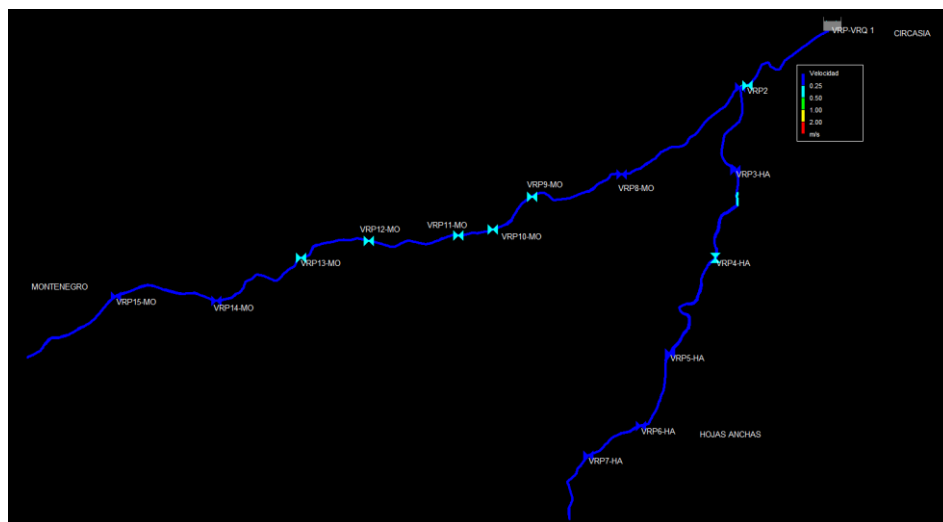 VRP-VRQ 1
CIRCASIA
Velocidad
0.25
0.50
1.00
2.00
m/s
VRP2
VRP3-HA
VRP8-MO
VRP9-MO
VRP11-MO
VRP12-MO
VRP10-MO
VRP13-MO
VRP4-HA
MONTENEGRO
VRP15-MO
VRP14-MO
VRP5-HA
VRP6-HA
HOJAS ANCHAS
VRP7-HA